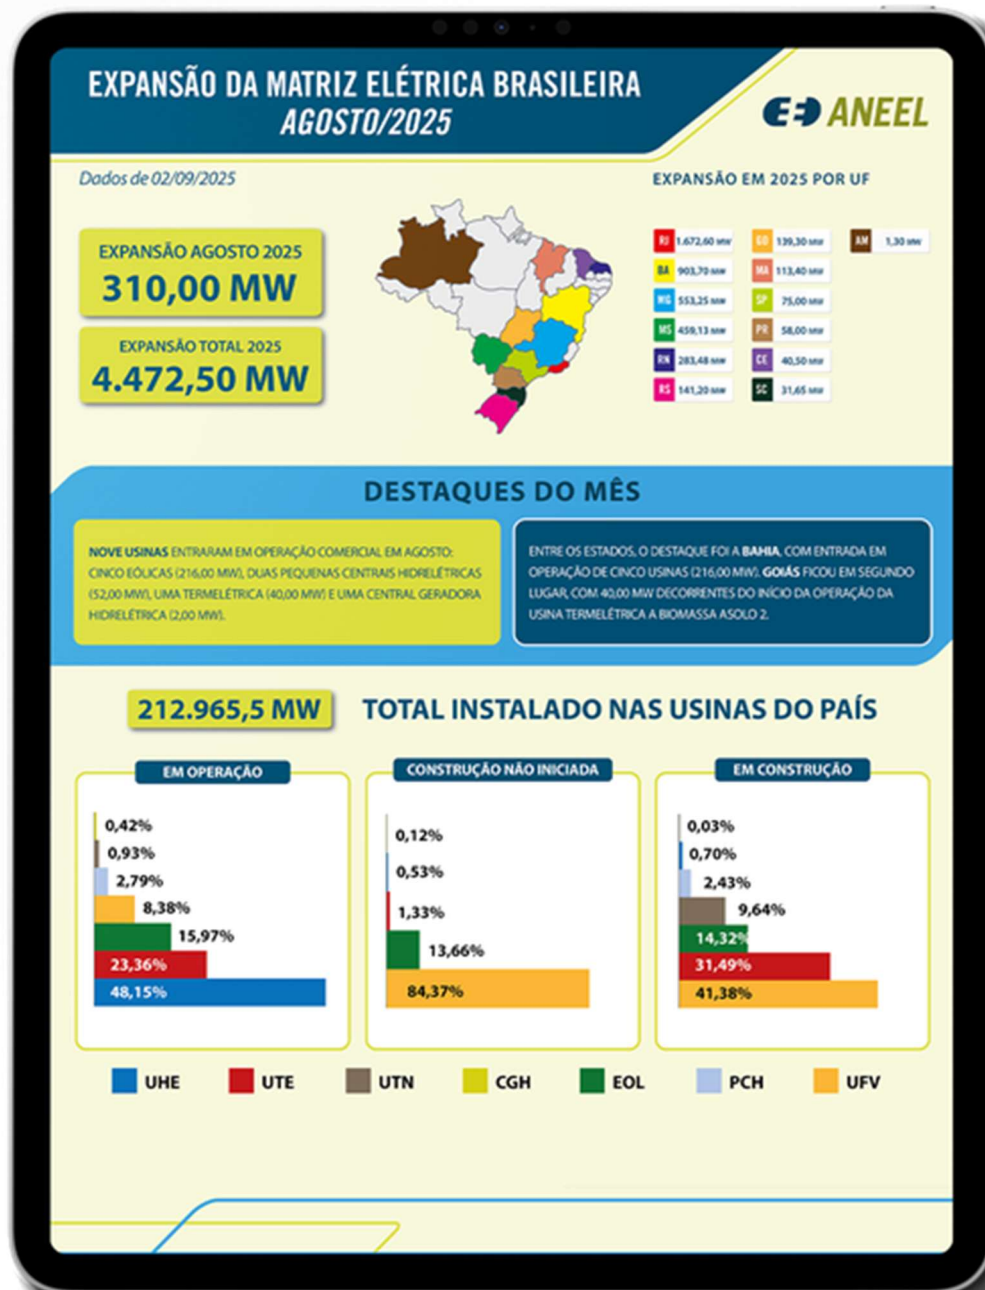 EXPANSÃO DA MATRIZ ELÉTRICA BRASILEIRA
AGOSTO/2025
ANEEL
Dados de 02/09/2025
EXPANSÃO AGOSTO 2025
310,00 MW
EXPANSÃO TOTAL 2025
4.472,50 MW
EXPANSÃO EM 2025 POR UF
RJ 1.672,60 MW
GO 139,30 MW
AM 1,30 MW
BA 903,70 MW
MA 113,40 MW
MG 553,25 MW
SP 75,00 MW
MS 459,13 MW
PR 58,00 MW
RN 283,48 MW
CE 40,50 MW
RS 141,20 MW
SC 31,65 MW
DESTAQUES DO MÊS
NOVE USINAS ENTRARAM EM OPERAÇÃO COMERCIAL EM AGOSTO:
CINCO EÓLICAS (216,00 MW), DUAS PEQUENAS CENTRAIS HIDRELÉTRICAS
(52,00 MW), UMA TERMELÉTRICA (40,00 MW) E UMA CENTRAL GERADORA
HIDRELÉTRICA (2,00 MW).
ENTRE OS ESTADOS, O DESTAQUE FOI A BAHIA, COM ENTRADA EM
OPERAÇÃO DE CINCO USINAS (216,00 MW). GOIÁS FICOU EM SEGUNDO
LUGAR, COM 40,00 MW DECORRENTES DO INÍCIO DA OPERAÇÃO DA
USINA TERMELÉTRICA A BIOMASSA ASOLO 2.
212.965,5 MW
TOTAL INSTALADO NAS USINAS DO PAÍS
EM OPERAÇÃO
0,42%
0,93%
2,79%
8,38%
15,97%
23,36%
48,15%
CONSTRUÇÃO NÃO INICIADA
0,12%
0,53%
1,33%
13,66%
84,37%
EM CONSTRUÇÃO
0,03%
0,70%
2,43%
9,64%
14,32%
31,49%
41,38%
UHE
UTE
UTN
CGH
EOL
PCH
UFV